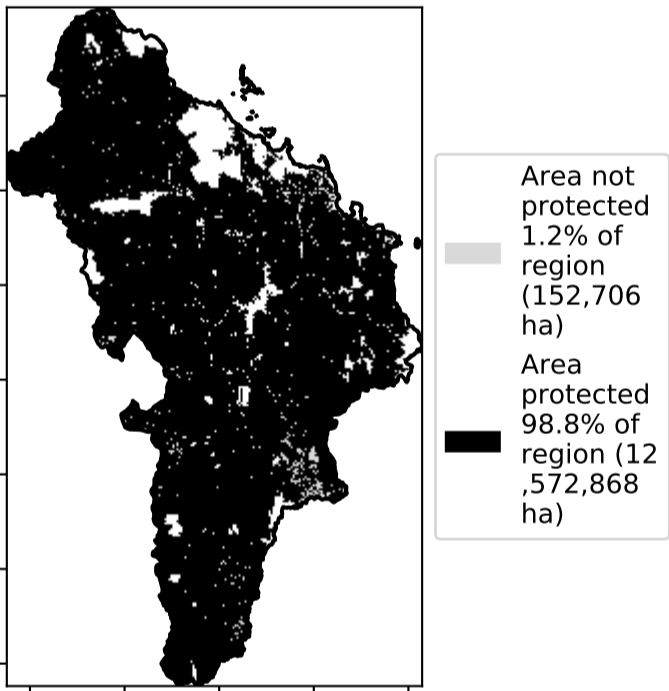 Area not
protected
1.2% of
region
(152,706
ha)
Area
protected
98.8% of
region (12
,572,868
ha)